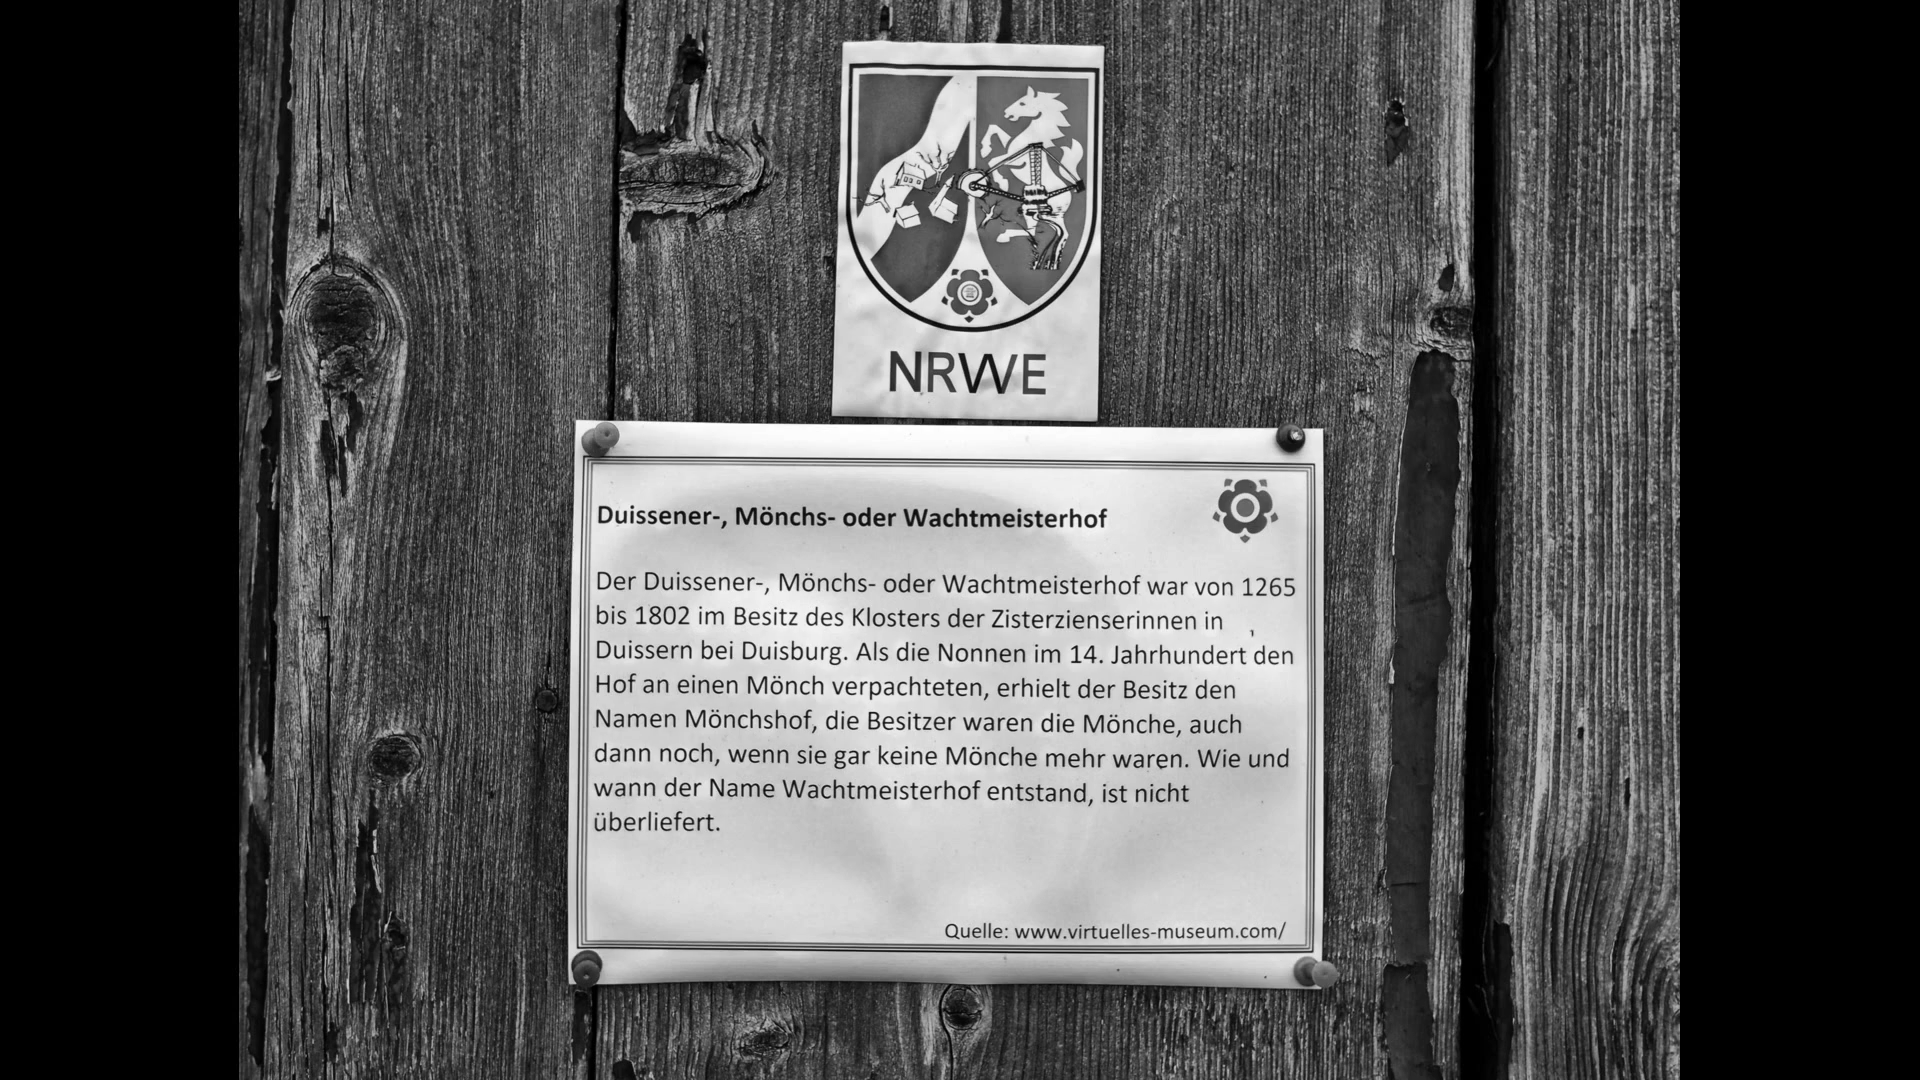 NRWE
Duissener-, Mönchs- oder Wachtmeisterhof
Der Duissener-, Mönchs- oder Wachtmeisterhof war von 1265
bis 1802 im Besitz des Klosters der Zisterzienserinnen in
Duissern bei Duisburg. Als die Nonnen im 14. Jahrhundert den
Hof an einen Mönch verpachteten, erhielt der Besitz den
Namen Mönchshof, die Besitzer waren die Mönche, auch
dann noch, wenn sie gar keine Mönche mehr waren. Wie und
wann der Name Wachtmeisterhof entstand, ist nicht
überliefert.
Quelle: www.virtuelles-museum.com/